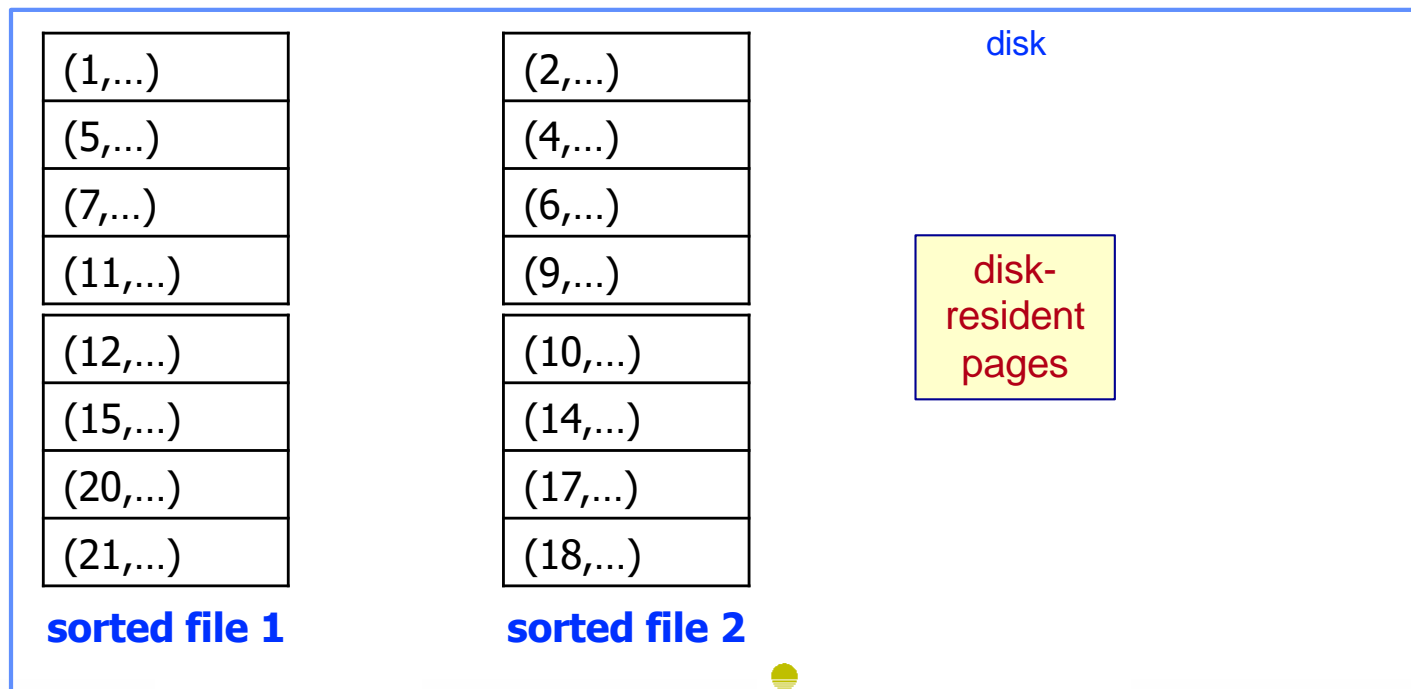 (1,…)
(5,…)
(7,…)
(11,…)
(12,…)
(15,…)
(20,…)
(21,…)
sorted file 1
(2,…)
(4,…)
(6,…)
(9,…)
(10,…)
(14,…)
(17,…)
(18,…)
sorted file 2
disk
disk-
resident
pages